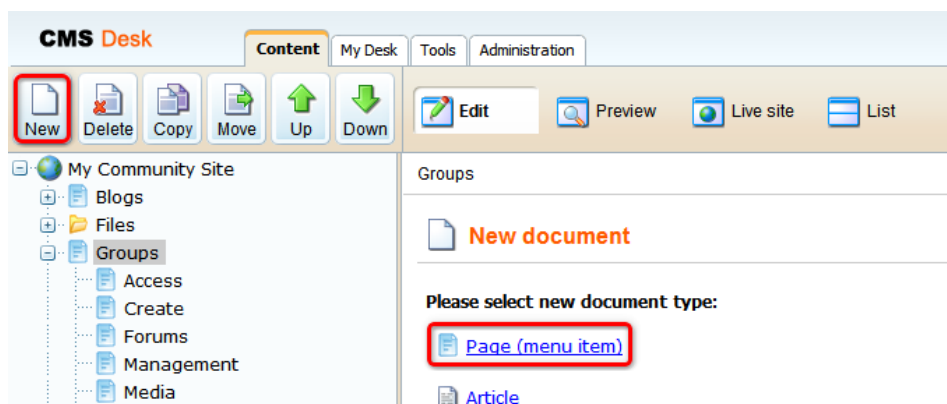 CMS Desk
Content My Desk Tools Administration
New Delete Copy Move Up Down Edit Preview Live site List
My Community Site
Blogs
Files
Groups
Access
Create
Forums
Management
Media
Groups
New document
Please select new document type:
Page (menu item)
Article